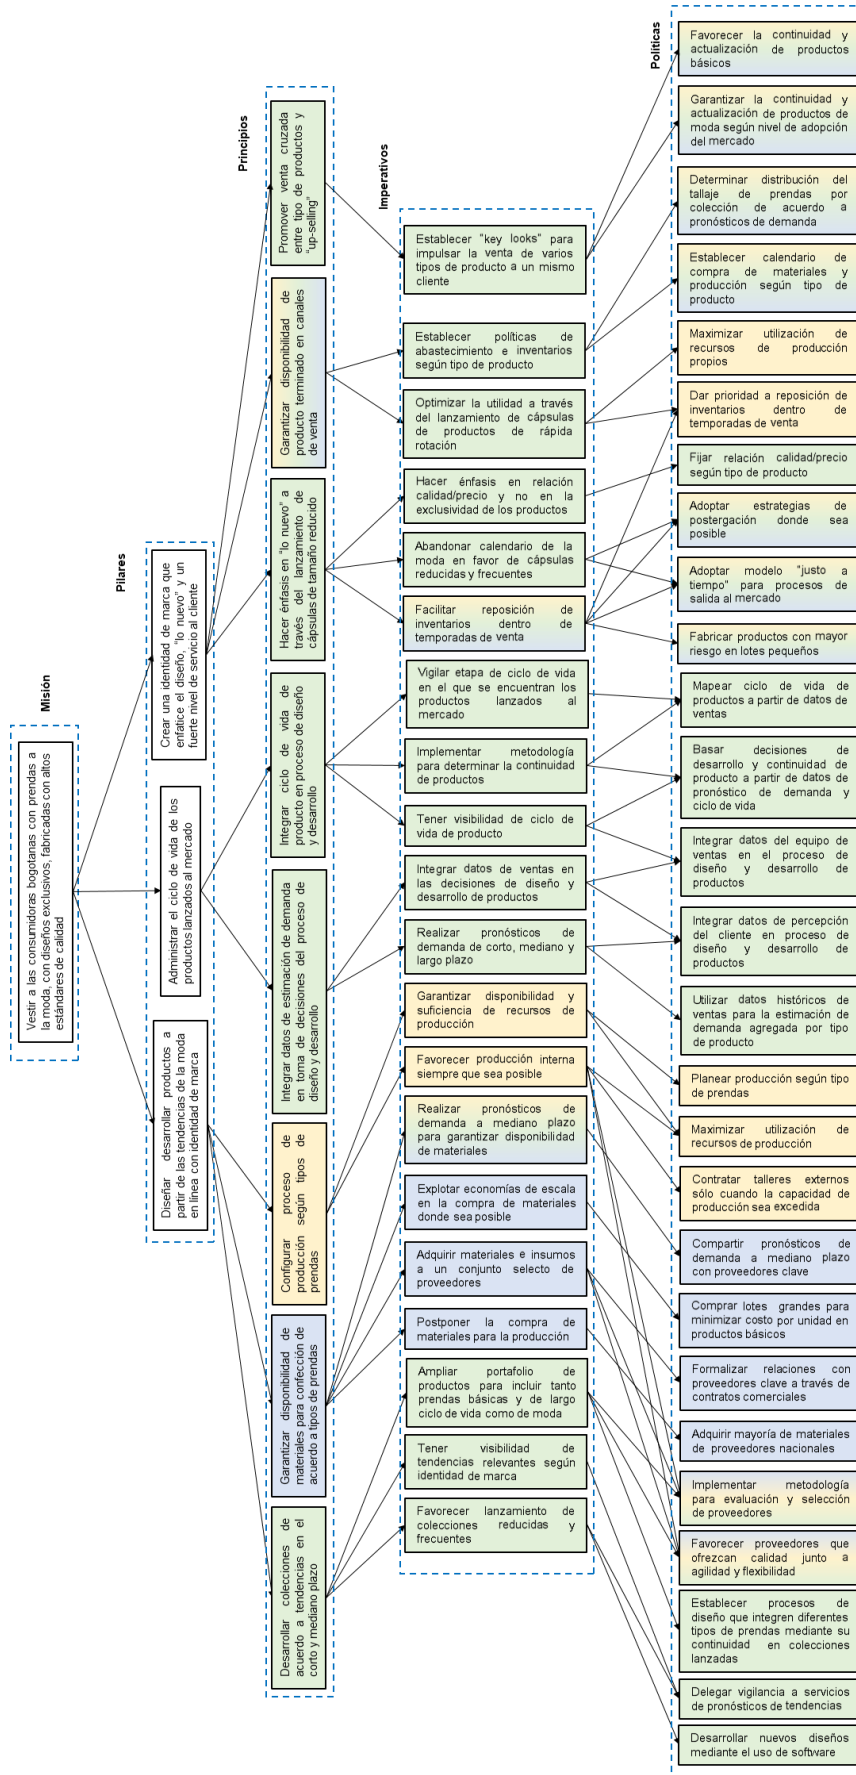 Misión
Vestir a las consumidoras bogotanas con prendas a
la moda, con diseños exclusivos, fabricadas con altos
estándares de calidad
Pilares
Diseñar desarrollar productos a
partir de las tendencias de la moda
en línea con identidad de marca
Administrar el ciclo de vida de los
productos lanzados al mercado
Crear una identidad de marca que
enfatice el diseño, "lo nuevo" y un
fuerte nivel de servicio al cliente
Principios
Desarrollar colecciones de
acuerdo a tendencias en el
corto y mediano plazo
Garantizar disponibilidad de
materiales para confección de
acuerdo a tipos de prendas
Configurar proceso de
producción según tipos de
prendas
Integrar datos de estimación de demanda
en toma de decisiones del proceso de
diseño y desarrollo
Integrar ciclo de vida de
producto en proceso de diseño
y desarrollo
Hacer énfasis en "lo nuevo" a
través del lanzamiento de
cápsulas de tamaño reducido
Garantizar disponibilidad de
producto terminado en canales
de venta
Promover venta cruzada
entre tipo de productos y
"up-selling"
Imperativos
Establecer "key looks" para
impulsar la venta de varios
tipos de producto a un mismo
cliente
Establecer políticas de
abastecimiento e inventarios
según tipo de producto
Optimizar la utilidad a través
del lanzamiento de cápsulas
de productos de rápida
rotación
Hacer énfasis en relación
calidad/precio y no en la
exclusividad de los productos
Abandonar calendario de la
moda en favor de cápsulas
reducidas y frecuentes
Facilitar reposición de
inventarios dentro de
temporadas de venta
Vigilar etapa de ciclo de vida
en el que se encuentran los
productos lanzados al
mercado
Implementar metodología
para determinar la continuidad
de productos
Tener visibilidad de ciclo de
vida de producto
Integrar datos de ventas en
las decisiones de diseño y
desarrollo de productos
Realizar pronósticos de
demanda de corto, mediano y
largo plazo
Garantizar disponibilidad y
suficiencia de recursos de
producción
Favorecer producción interna
siempre que sea posible
Realizar pronósticos de
demanda a mediano plazo
para garantizar disponibilidad
de materiales
Explotar economías de escala
en la compra de materiales
donde sea posible
Adquirir materiales e insumos
a un conjunto selecto de
proveedores
Postponer la compra de
materiales para la producción
Ampliar portafolio de
productos para incluir tanto
prendas básicas y de largo
ciclo de vida como de moda
Tener visibilidad de
tendencias relevantes según
identidad de marca
Favorecer lanzamiento de
colecciones reducidas y
frecuentes
Políticas
Favorecer la continuidad y
actualización de productos
básicos
Garantizar la continuidad y
actualización de productos de
moda según nivel de adopción
del mercado
Determinar distribución del
tallaje de prendas por
colección de acuerdo a
pronósticos de demanda
Establecer calendario de
compra de materiales y
producción según tipo de
producto
Maximizar utilización de
recursos de producción
propios
Dar prioridad a reposición de
inventarios dentro de
temporadas de venta
Fijar relación calidad/precio
según tipo de producto
Adoptar estrategias de
postergación donde sea
posible
Adoptar modelo "justo a
tiempo" para procesos de
salida al mercado
Fabricar productos con mayor
riesgo en lotes pequeños
Mapear ciclo de vida de
productos a partir de datos de
ventas
Basar decisiones de
desarrollo y continuidad de
producto a partir de datos de
pronóstico de demanda y
ciclo de vida
Integrar datos del equipo de
ventas en el proceso de
diseño y desarrollo de
productos
Integrar datos de percepción
del cliente en proceso de
diseño y desarrollo de
productos
Utilizar datos históricos de
ventas para la estimación de
demanda agregada por tipo
de producto
Planear producción según tipo
de prendas
Maximizar utilización de
recursos de producción
Contratar talleres externos
sólo cuando la capacidad de
producción sea excedida
Compartir pronósticos de
demanda a mediano plazo
con proveedores clave
Comprar lotes grandes para
minimizar costo por unidad en
productos básicos
Formalizar relaciones con
proveedores clave a través de
contratos comerciales
Adquirir mayoría de materiales
de proveedores nacionales
Implementar metodología
para evaluación y selección
de proveedores
Favorecer proveedores que
ofrezcan calidad junto a
agilidad y flexibilidad
Establecer procesos de
diseño que integren diferentes
tipos de prendas mediante su
continuidad en colecciones
lanzadas
Delegar vigilancia a servicios
de pronósticos de tendencias
Desarrollar nuevos diseños
mediante el uso de software